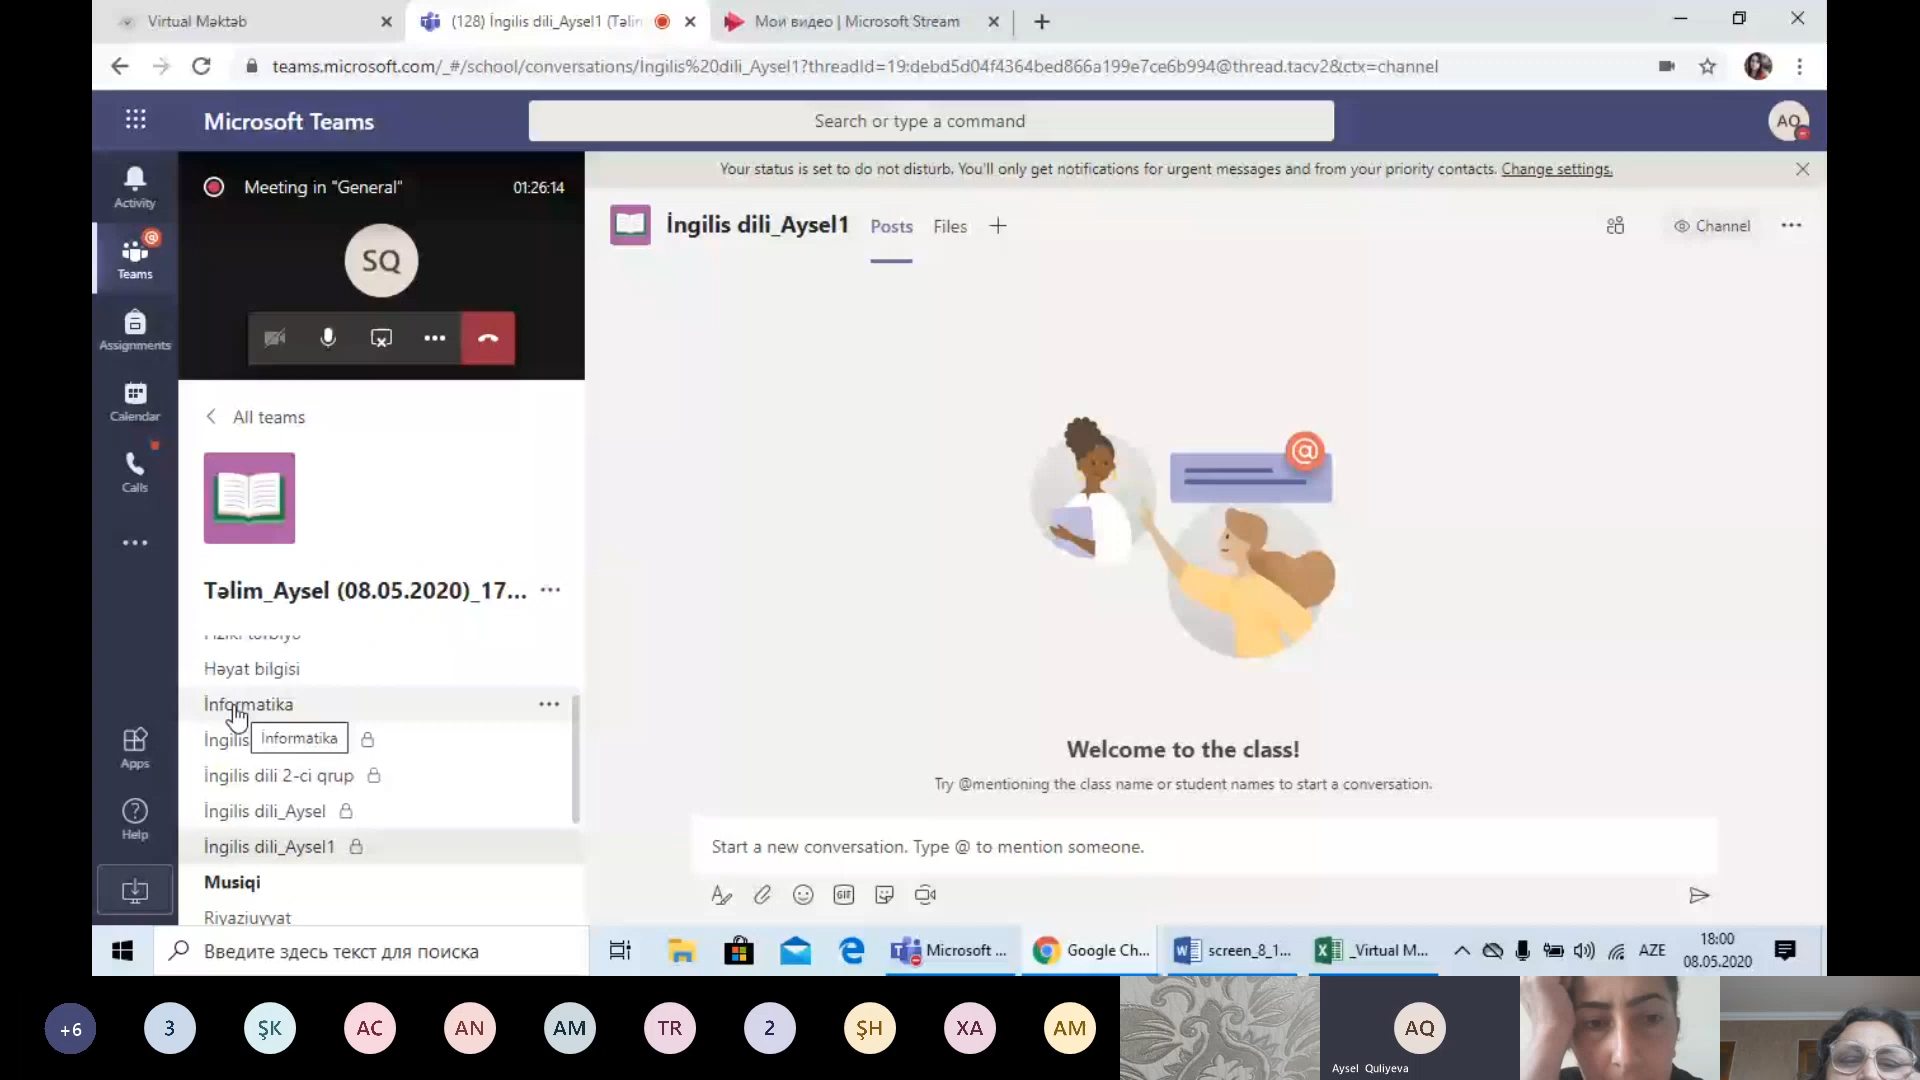 Virtual Məktəb
(128) İngilis dili_Aysel1 (Təlim
Мои видео | Microsoft Stream
teams.microsoft.com/_#/school/conversations/İngilis%20dili_Aysel1?threadId=19:debd5d04f4364bed866a199e7ce6b994@thread.tacv2&ctx=channel
Microsoft Teams
Search or type a command
AQ
Your status is set to do not disturb. You'll only get notifications for urgent messages and from your priority contacts. Change settings.
Activity
Teams
Assignments
Calendar
Calls
Apps
Help
Meeting in "General"
01:26:14
SQ
All teams
Təlim_Aysel (08.05.2020)_17...
Fiziki tərbiyə
Həyat bilgisi
İnformatika
İngilis
İnformatika
İngilis dili 2-ci qrup
İngilis dili_Aysel
İngilis dili_Aysel1
Musiqi
Riyaziyyat
İngilis dili_Aysel1
Posts
Files
Channel
@
Welcome to the class!
Try @mentioning the class name or student names to start a conversation.
Start a new conversation. Type @ to mention someone.
GIF
Введите здесь текст для поиска
Microsoft ...
Google Ch...
screen_8_1...
_Virtual M...
AZE
18:00
08.05.2020
+6
3
ŞK
AC
AN
AM
TR
2
ŞH
XA
AM
AQ
Aysel Quliyeva